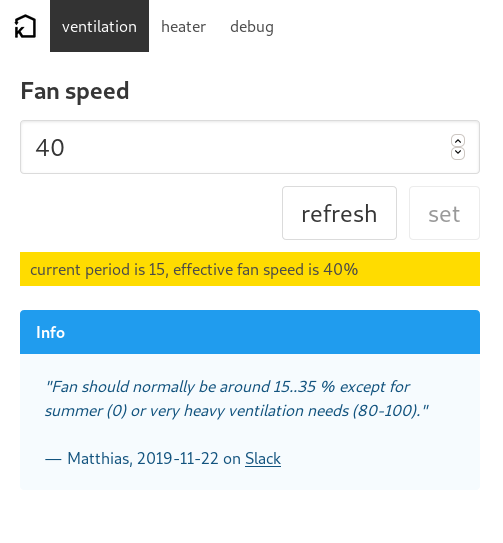 K
ventilation heater debug
Fan speed
40
refresh set
current period is 15, effective fan speed is 40%
Info
"Fan should normally be around 15..35 % except for
summer (0) or very heavy ventilation needs (80-100)."
— Matthias, 2019-11-22 on Slack